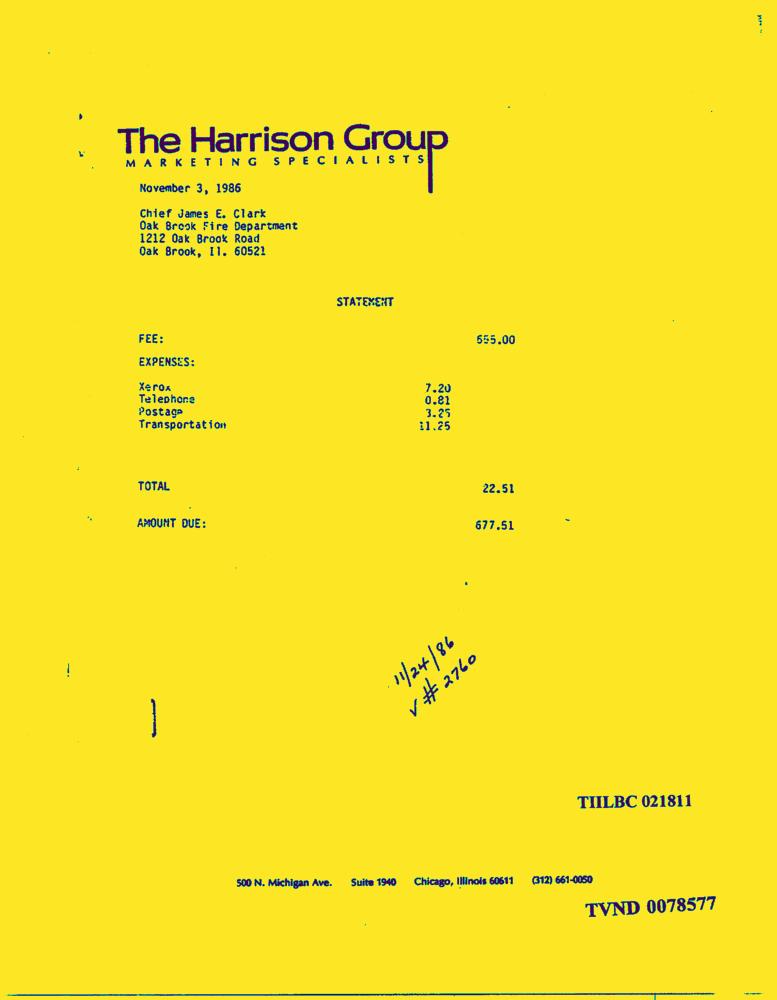 The Harrison Group
MARKETING SPECIALISTS
November 3, 1986
Chief James E. Clark
Oak Brook Fire Department
1212 Oak Brook Road
Oak Brook, Il. 60521
STATEMENT
FEE: 655.00
EXPENSES:
Xerox 7.20
Telephone 0.81
Postage 3.25
Transportation 11.25
TOTAL 22.51
AMOUNT DUE: 677.51
11/24/86
√ # 2760
TIILBC 021811
500 N. Michigan Ave. Suite 1940 Chicago, Illinois 60611 (312) 661-0050
TVND 0078577